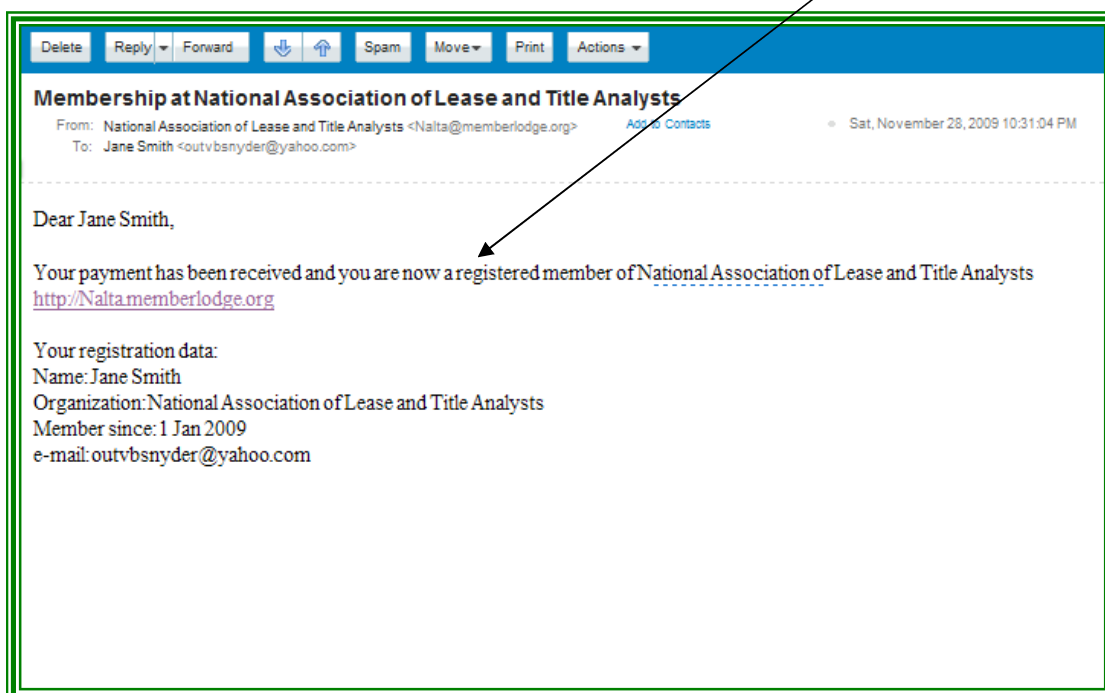 Delete Reply Forward Spam Move Print Actions
Membership at National Association of Lease and Title Analysts
From: National Association of Lease and Title Analysts <Nalta@memberlodge.org> Add to Contacts Sat, November 28, 2009 10:31:04 PM
To: Jane Smith <outvbsnyder@yahoo.com>
Dear Jane Smith,
Your payment has been received and you are now a registered member of National Association of Lease and Title Analysts
http://Nalta.memberlodge.org
Your registration data:
Name:Jane Smith
Organization:National Association of Lease and Title Analysts
Member since:1 Jan 2009
e-mail:outvbsnyder@yahoo.com